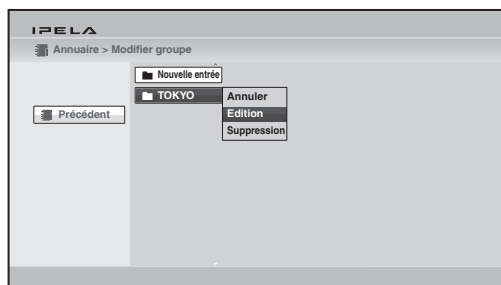 IPELA
Annuaire > Modifier groupe
Nouvelle entrée
TOKYO
Annuler
Edition
Suppression
Précédent